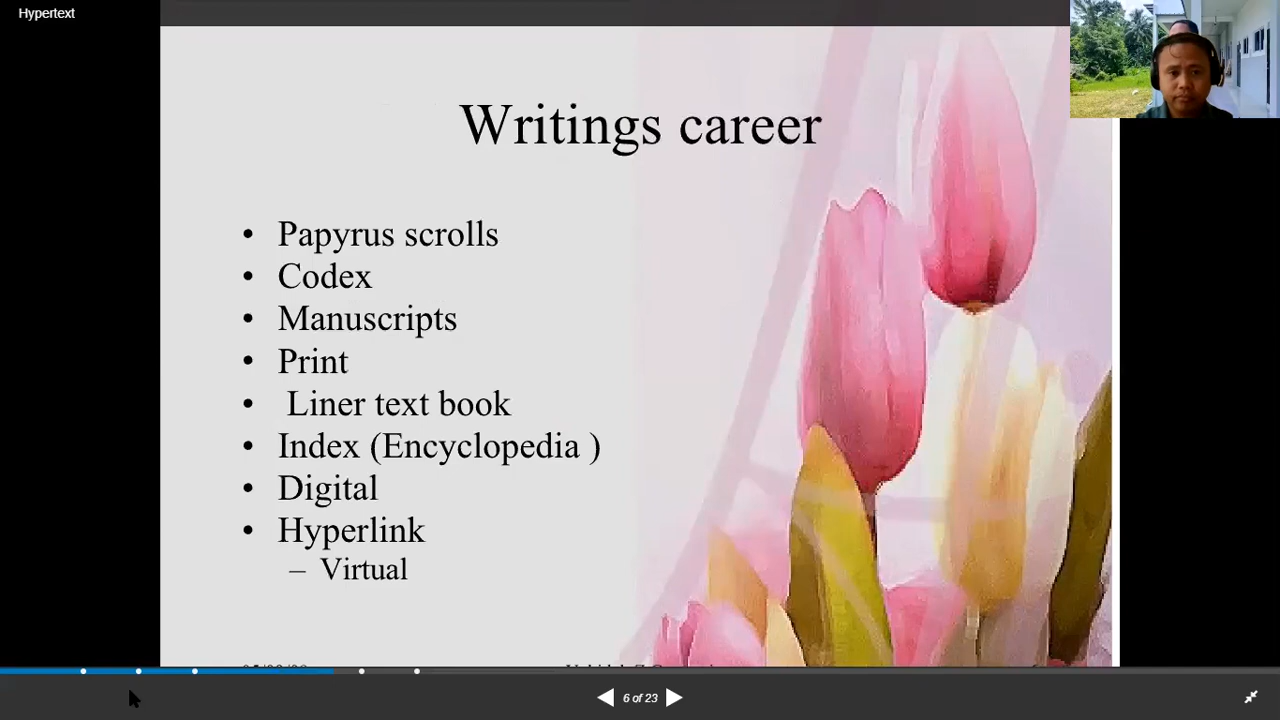 Hypertext
Writings career
• Papyrus scrolls
• Codex
• Manuscripts
• Print
• Liner text book
• Index (Encyclopedia )
• Digital
• Hyperlink
– Virtual
6 of 23